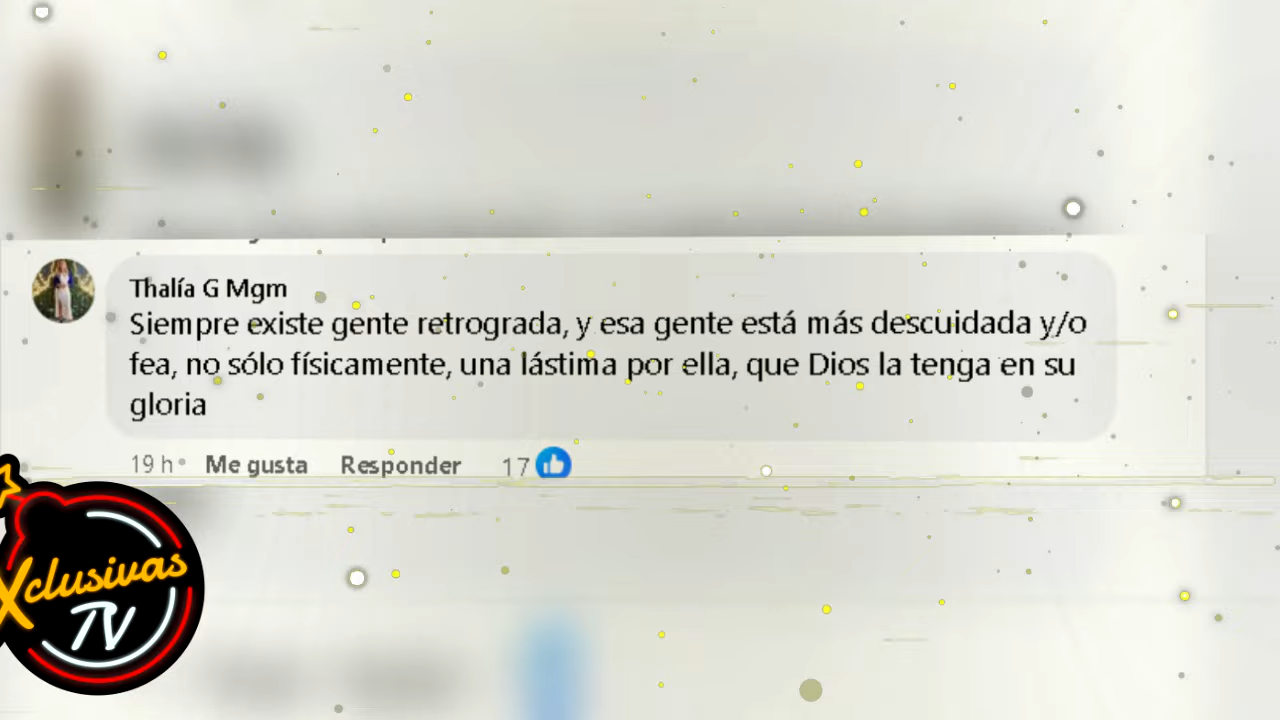 Thalía G Mgm
Siempre existe gente retrograda, y esa gente está más descuidada y/o
fea, no sólo físicamente, una lástima por ella, que Dios la tenga en su
gloria
19 h
Me gusta
Responder
17
Xclusivas
TV